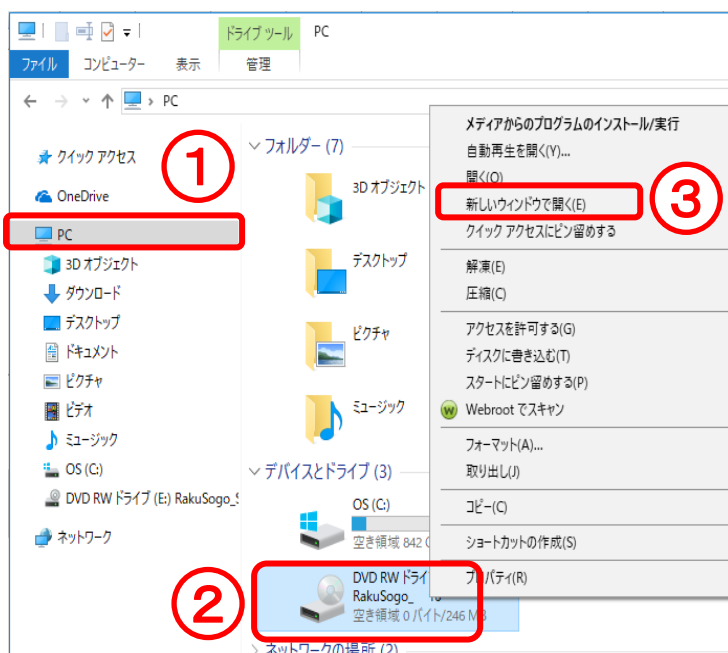 ドライブ ツール PC
ファイル コンピューター 表示 管理
PC
クイック アクセス
OneDrive
PC
3D オブジェクト
ダウンロード
デスクトップ
ドキュメント
ピクチャ
ビデオ
ミュージック
OS (C:)
DVD RW ドライブ (E:) RakuSogo_S
ネットワーク
①
フォルダー (7)
3D オブジェクト
デスクトップ
ピクチャ
ミュージック
デバイスとドライブ (3)
OS (C:)
空き領域 842
②
DVD RW ドライ
RakuSogo_
空き領域 0 バイト/246 MB
ネットワークの場所 (2)
メディアからのプログラムのインストール/実行
自動再生を開く(Y)...
開く(O)
新しいウィンドウで開く(E)
③
クイック アクセスにピン留めする
解凍(E)
圧縮(C)
アクセスを許可する(G)
ディスクに書き込む(T)
スタートにピン留めする(P)
Webroot でスキャン
フォーマット(A)...
取り出し(J)
コピー(C)
ショートカットの作成(S)
プロパティ(R)